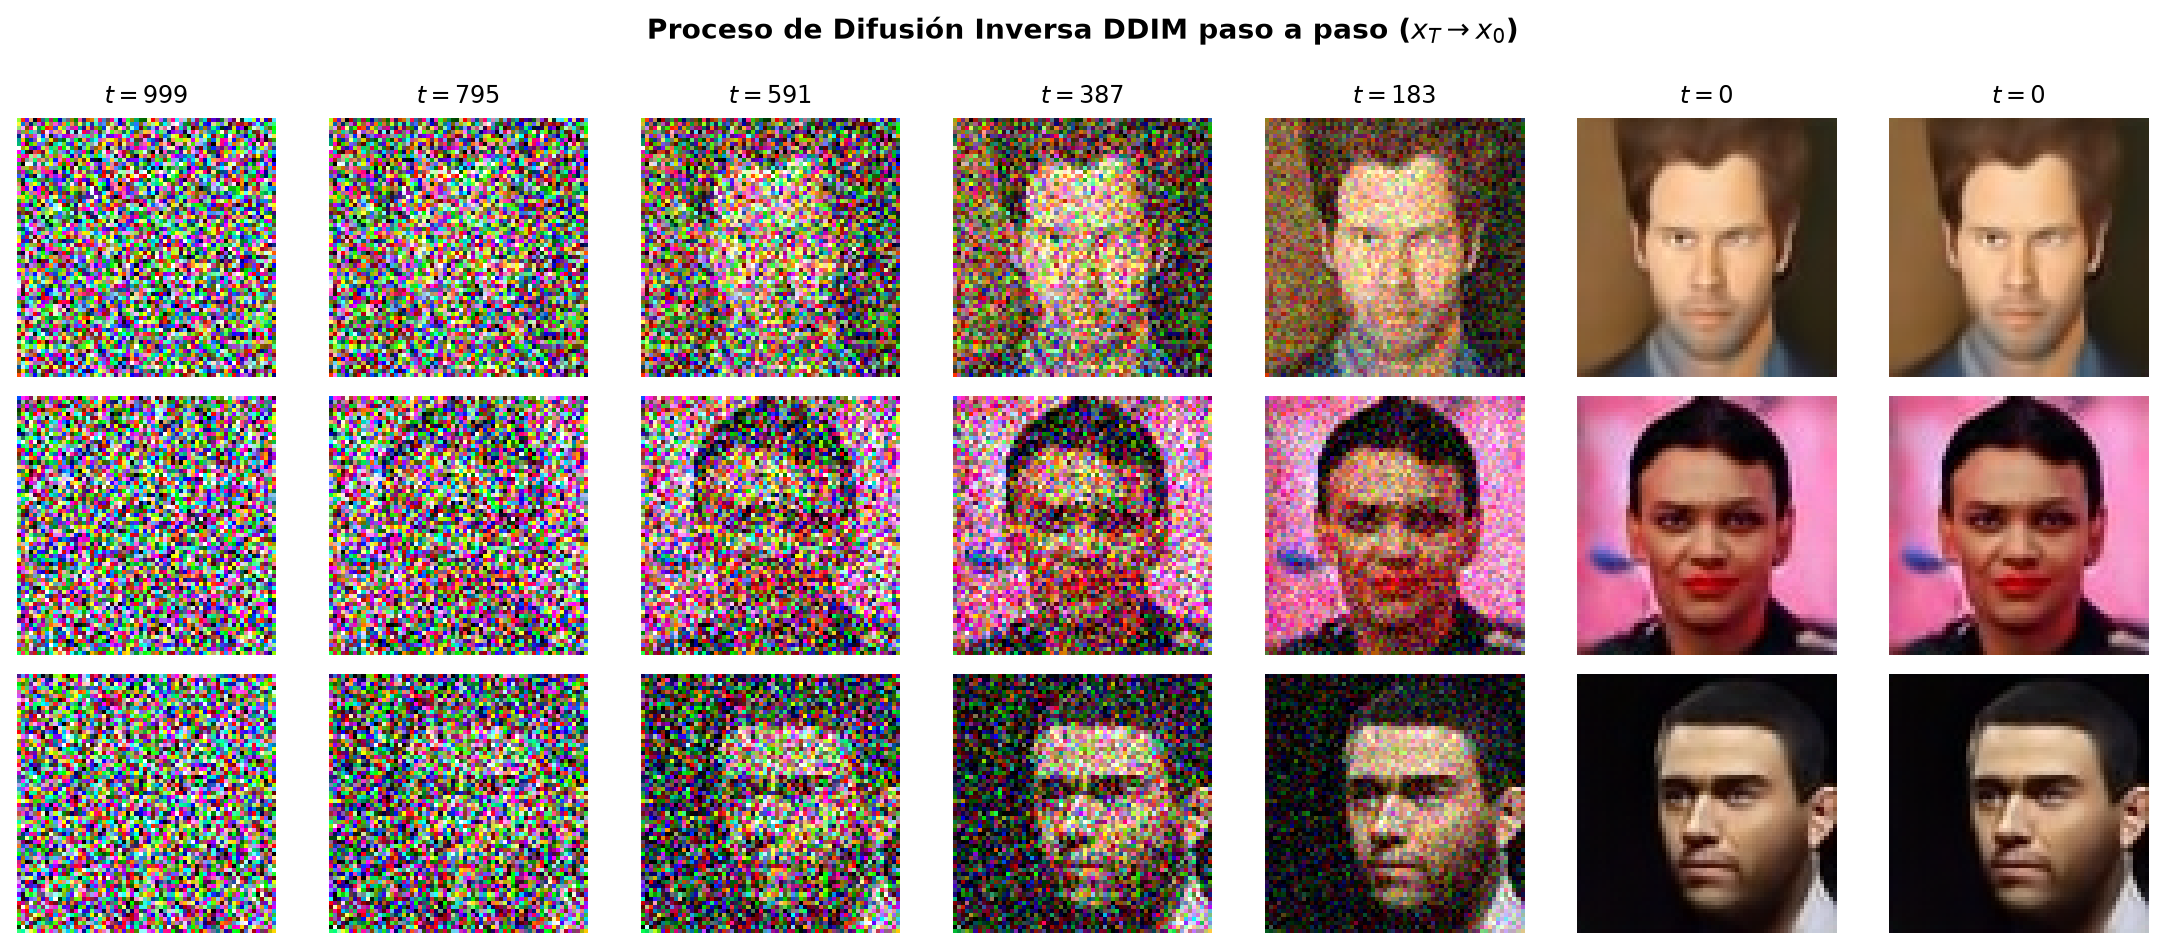 Proceso de Difusión Inversa DDIM paso a paso (x_T → x_0)
t = 999 t = 795 t = 591 t = 387 t = 183 t = 0 t = 0